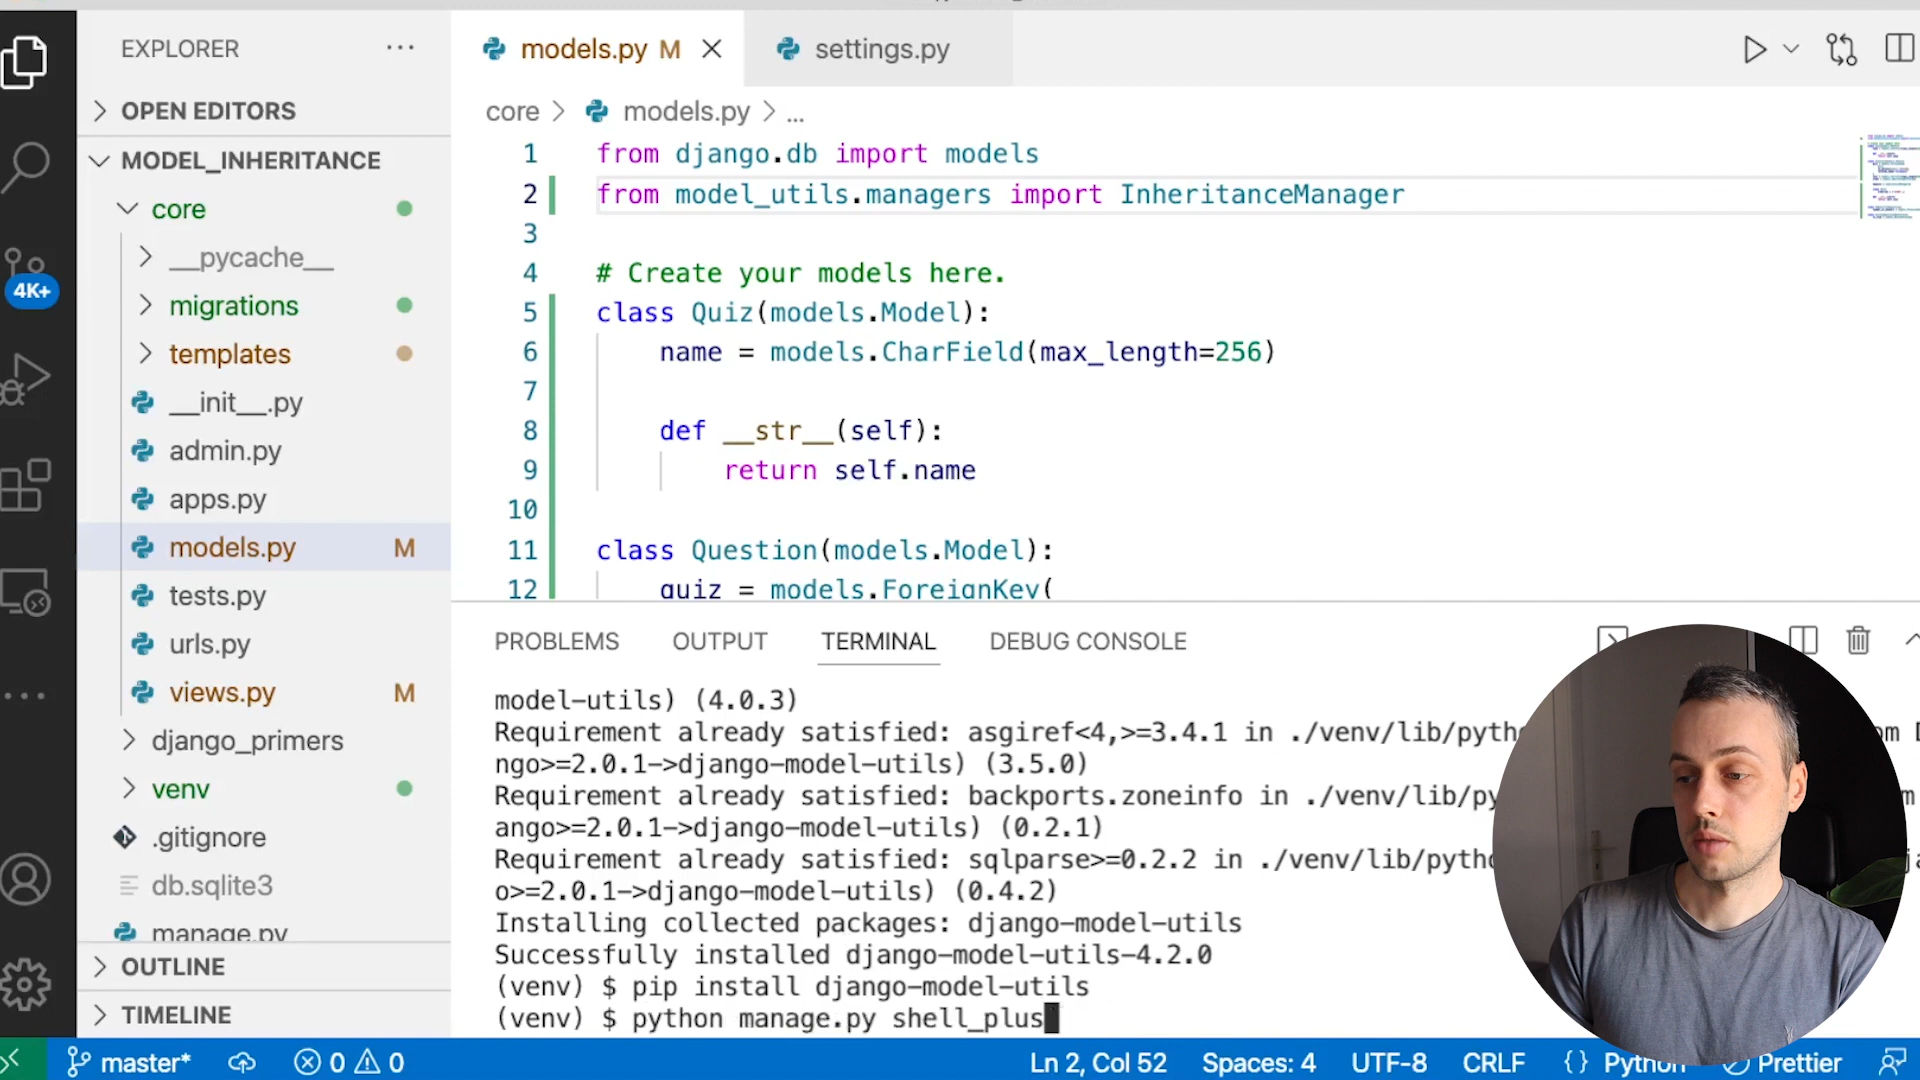 EXPLORER ...
OPEN EDITORS
MODEL_INHERITANCE
core
__pycache__
migrations
templates
__init__.py
admin.py
apps.py
models.py M
tests.py
urls.py
views.py M
django_primers
venv
.gitignore
db.sqlite3
manage.py
OUTLINE
TIMELINE
4K+
models.py M
settings.py
core > models.py > ...
1 from django.db import models
2 from model_utils.managers import InheritanceManager
3
4 # Create your models here.
5 class Quiz(models.Model):
6 name = models.CharField(max_length=256)
7
8 def __str__(self):
9 return self.name
10
11 class Question(models.Model):
12 quiz = models.ForeignKey(
PROBLEMS OUTPUT TERMINAL DEBUG CONSOLE
model-utils) (4.0.3)
Requirement already satisfied: asgiref<4,>=3.4.1 in ./venv/lib/pyth
ngo>=2.0.1->django-model-utils) (3.5.0)
Requirement already satisfied: backports.zoneinfo in ./venv/lib/py
ango>=2.0.1->django-model-utils) (0.2.1)
Requirement already satisfied: sqlparse>=0.2.2 in ./venv/lib/pyth
o>=2.0.1->django-model-utils) (0.4.2)
Installing collected packages: django-model-utils
Successfully installed django-model-utils-4.2.0
(venv) $ pip install django-model-utils
(venv) $ python manage.py shell_plus
master* 0 0 Ln 2, Col 52 Spaces: 4 UTF-8 CRLF {} Python Prettier